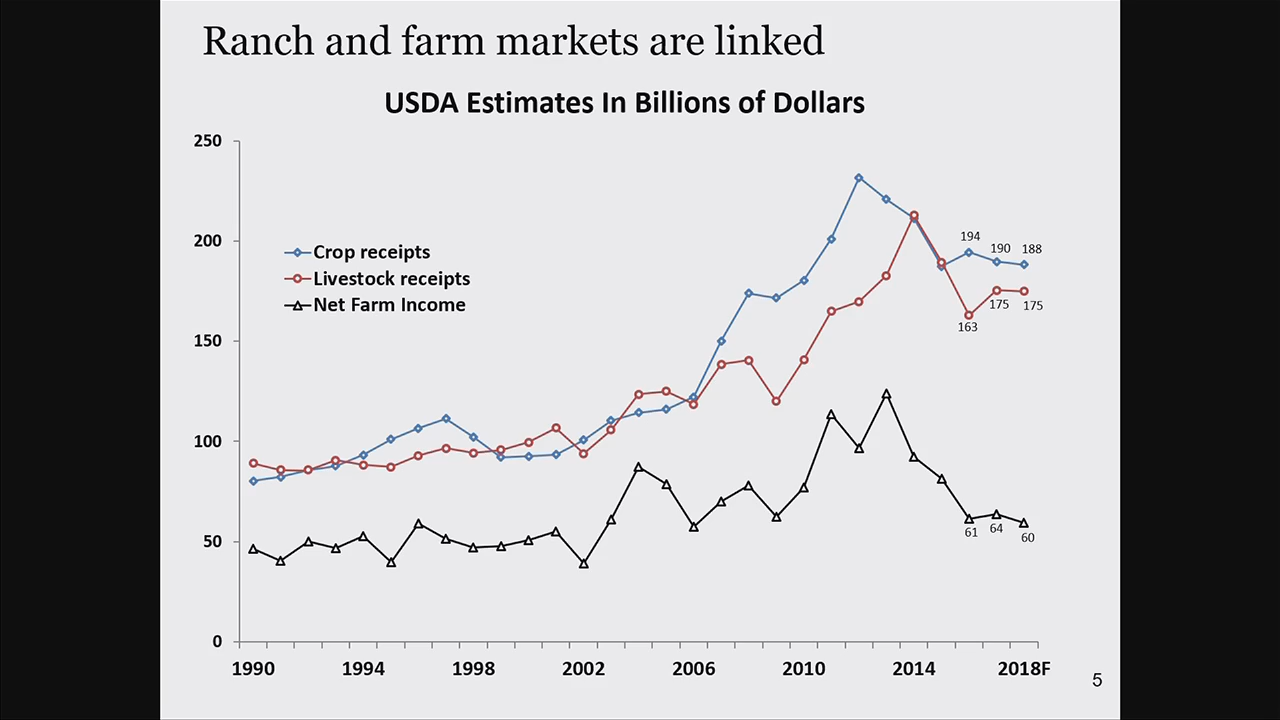 Ranch and farm markets are linked
USDA Estimates In Billions of Dollars
250
200
150
100
50
0
Crop receipts
Livestock receipts
Net Farm Income
194
190
188
163
175
175
61
64
60
1990 1994 1998 2002 2006 2010 2014 2018F
5